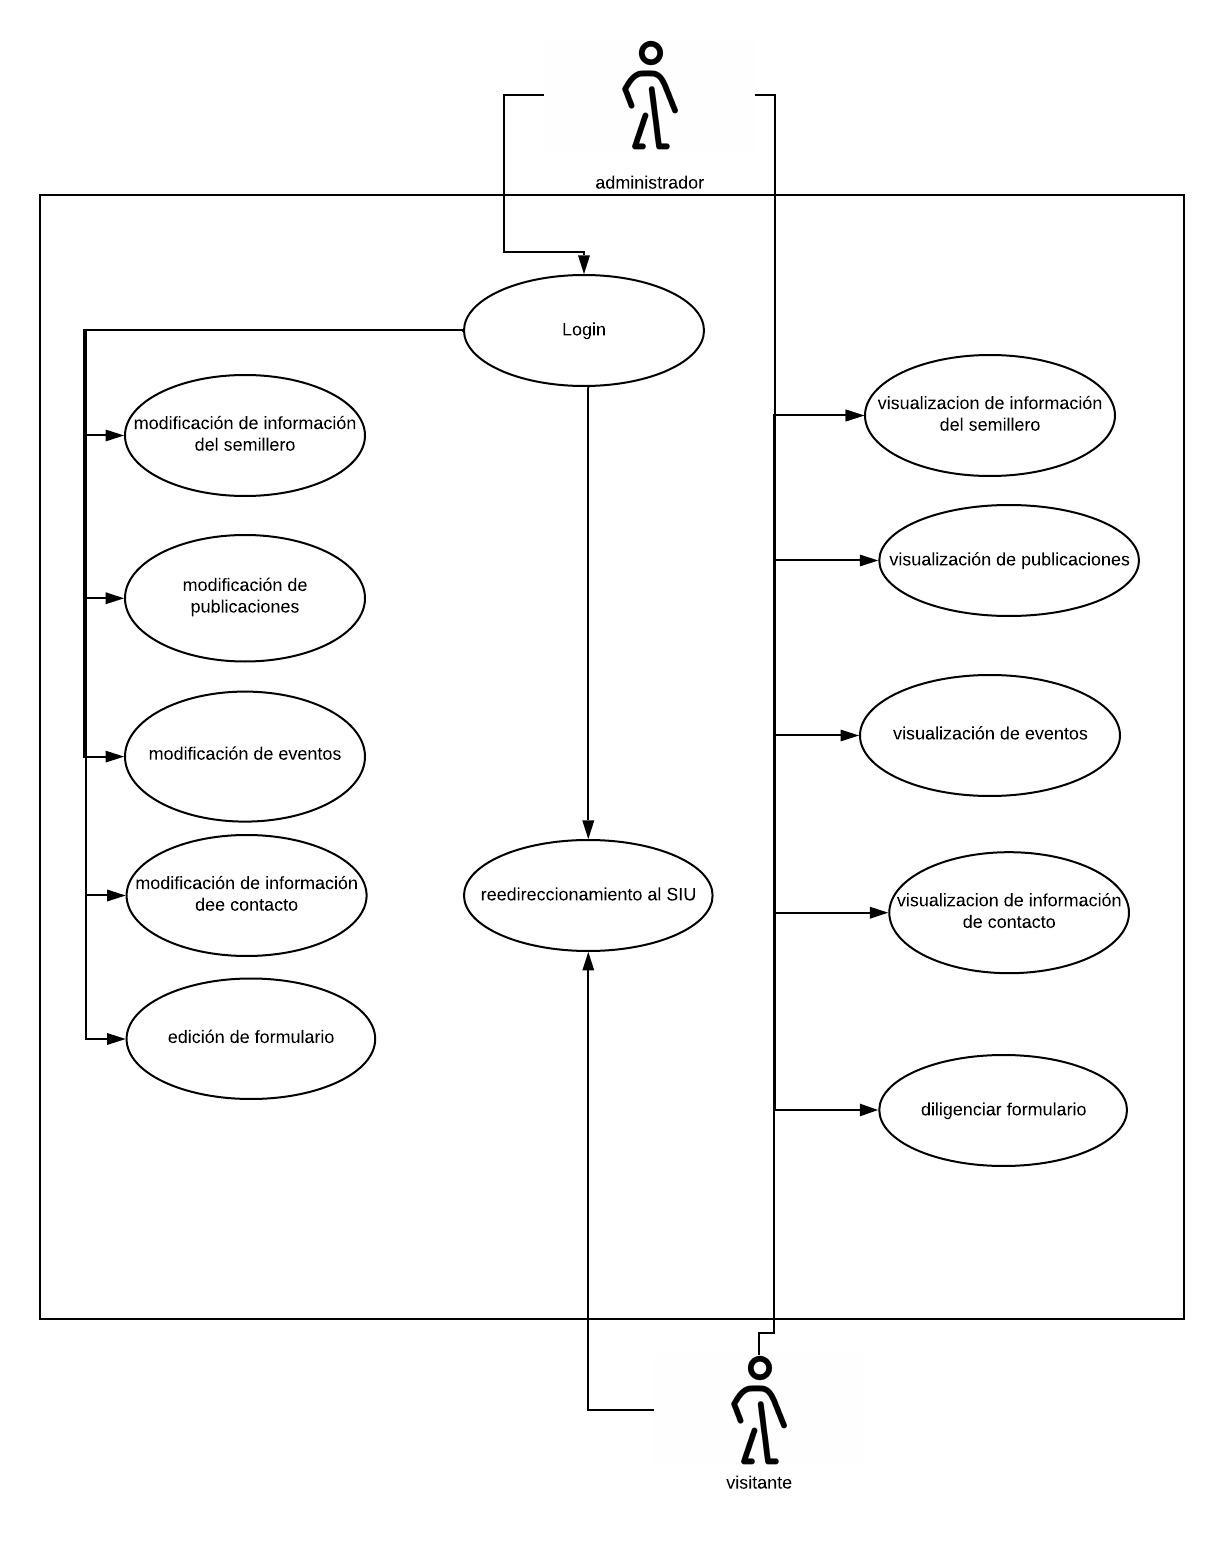 administrador
Login
modificación de información
del semillero
modificación de
publicaciones
modificación de eventos
modificación de información
dee contacto
edición de formulario
reedireccionamiento al SIU
visualizacion de información
del semillero
visualización de publicaciones
visualización de eventos
visualizacion de información
de contacto
diligenciar formulario
visitante